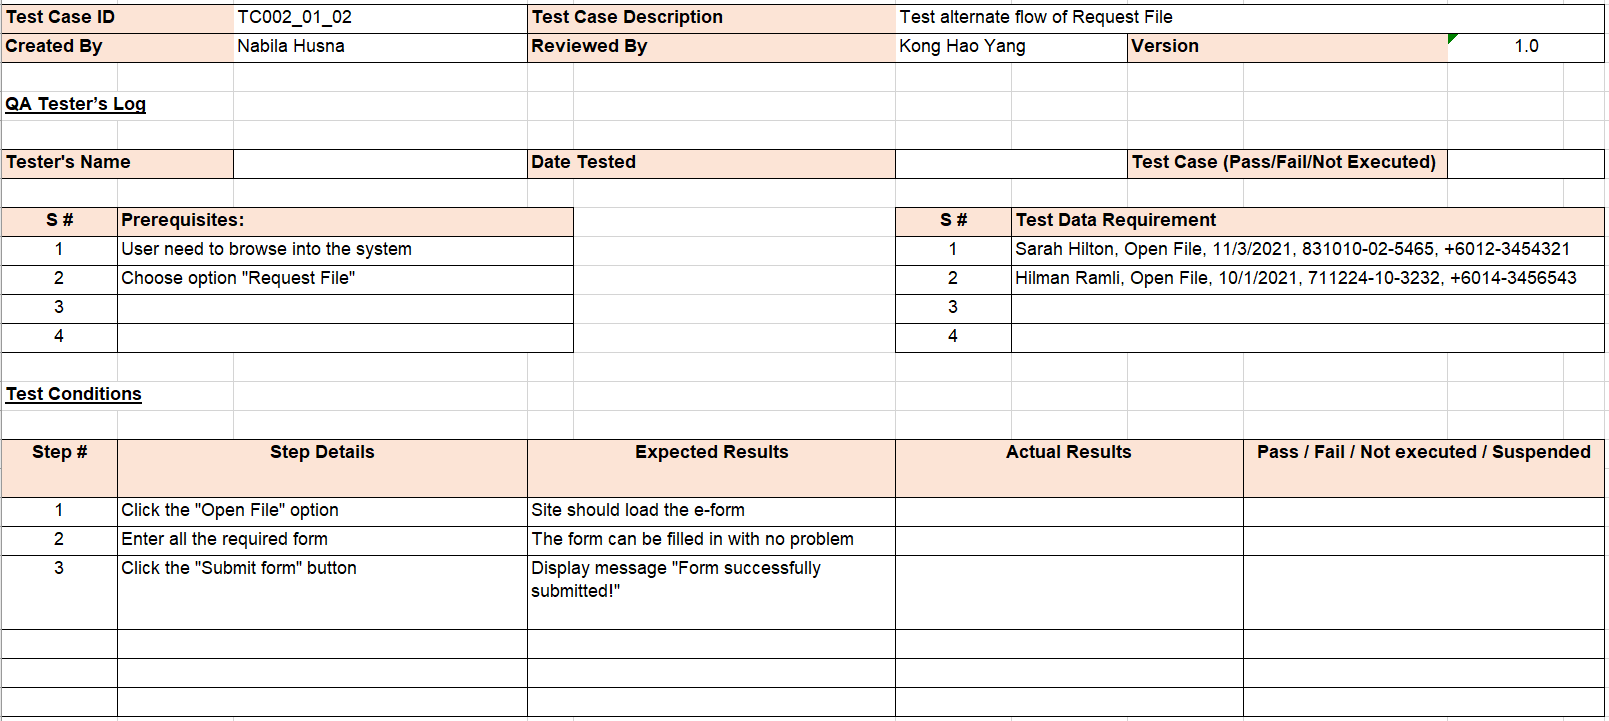 Test Case ID TC002_01_02 Test Case Description Test alternate flow of Request File
Created By Nabila Husna Reviewed By Kong Hao Yang Version 1.0
QA Tester’s Log
Tester's Name Date Tested Test Case (Pass/Fail/Not Executed)
S # Prerequisites: S # Test Data Requirement
1 User need to browse into the system 1 Sarah Hilton, Open File, 11/3/2021, 831010-02-5465, +6012-3454321
2 Choose option "Request File" 2 Hilman Ramli, Open File, 10/1/2021, 711224-10-3232, +6014-3456543
3 3
4 4
Test Conditions
Step # Step Details Expected Results Actual Results Pass / Fail / Not executed / Suspended
1 Click the "Open File" option Site should load the e-form
2 Enter all the required form The form can be filled in with no problem
3 Click the "Submit form" button Display message "Form successfully
submitted!"